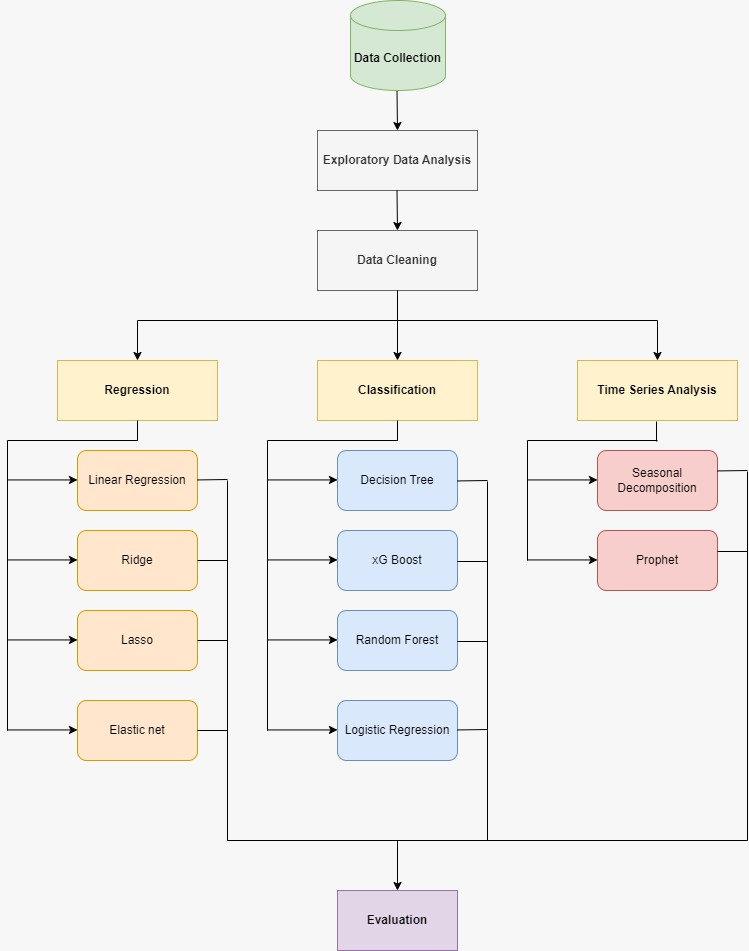 Data Collection
Exploratory Data Analysis
Data Cleaning
Regression
Classification
Time Series Analysis
Linear Regression
Ridge
Lasso
Elastic net
Decision Tree
xG Boost
Random Forest
Logistic Regression
Seasonal
Decomposition
Prophet
Evaluation